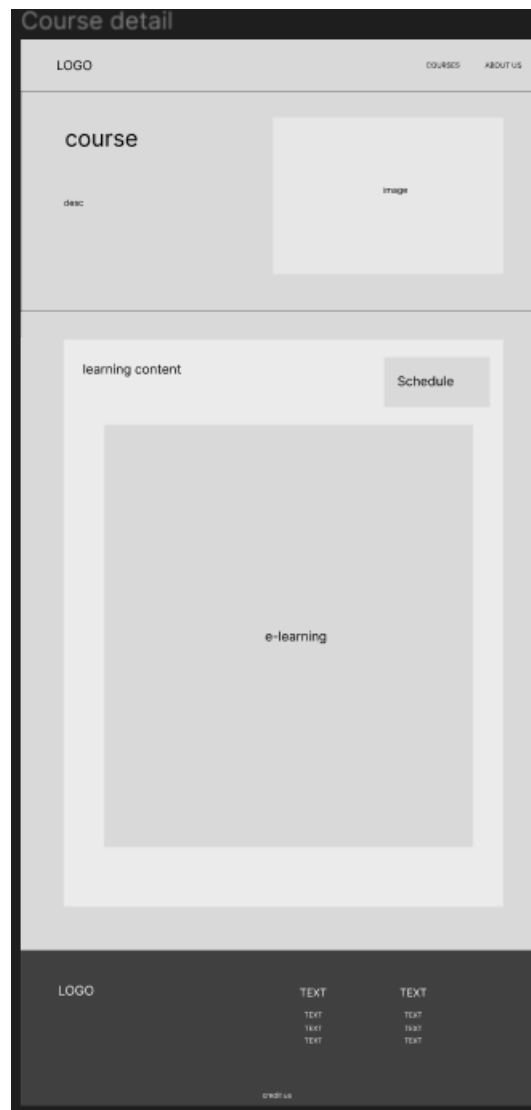 Course detail
LOGO
COURSES
ABOUT US
course
desc
image
learning content
Schedule
e-learning
LOGO
TEXT
TEXT
TEXT
TEXT
TEXT
TEXT
TEXT
TEXT
credit us